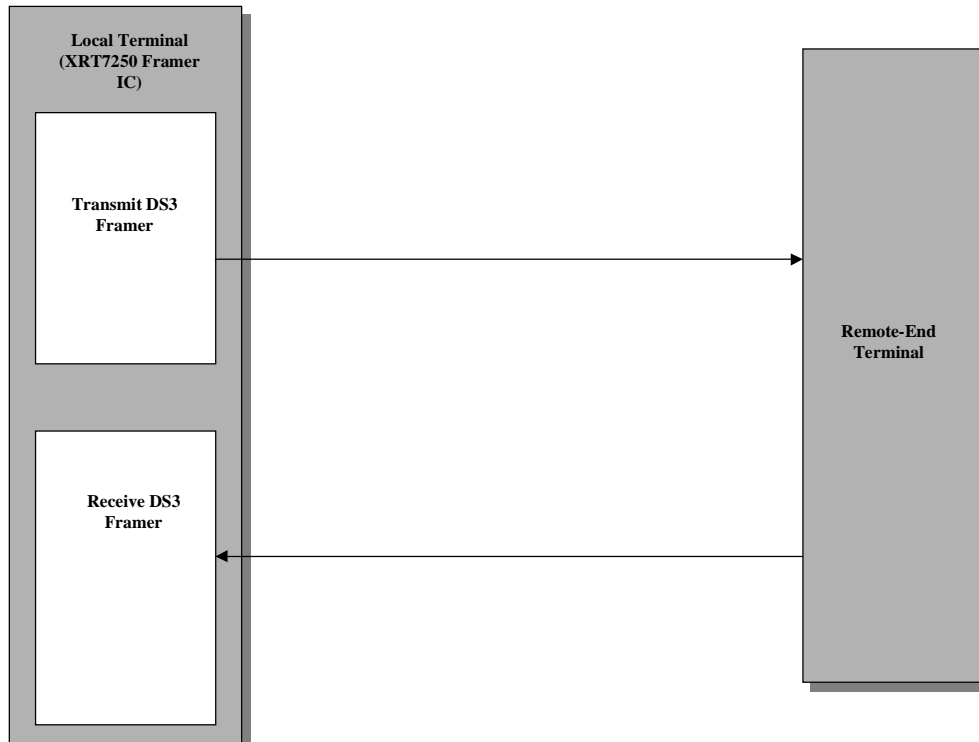 Local Terminal
(XRT7250 Framer
IC)
Transmit DS3
Framer
Remote-End
Terminal
Receive DS3
Framer